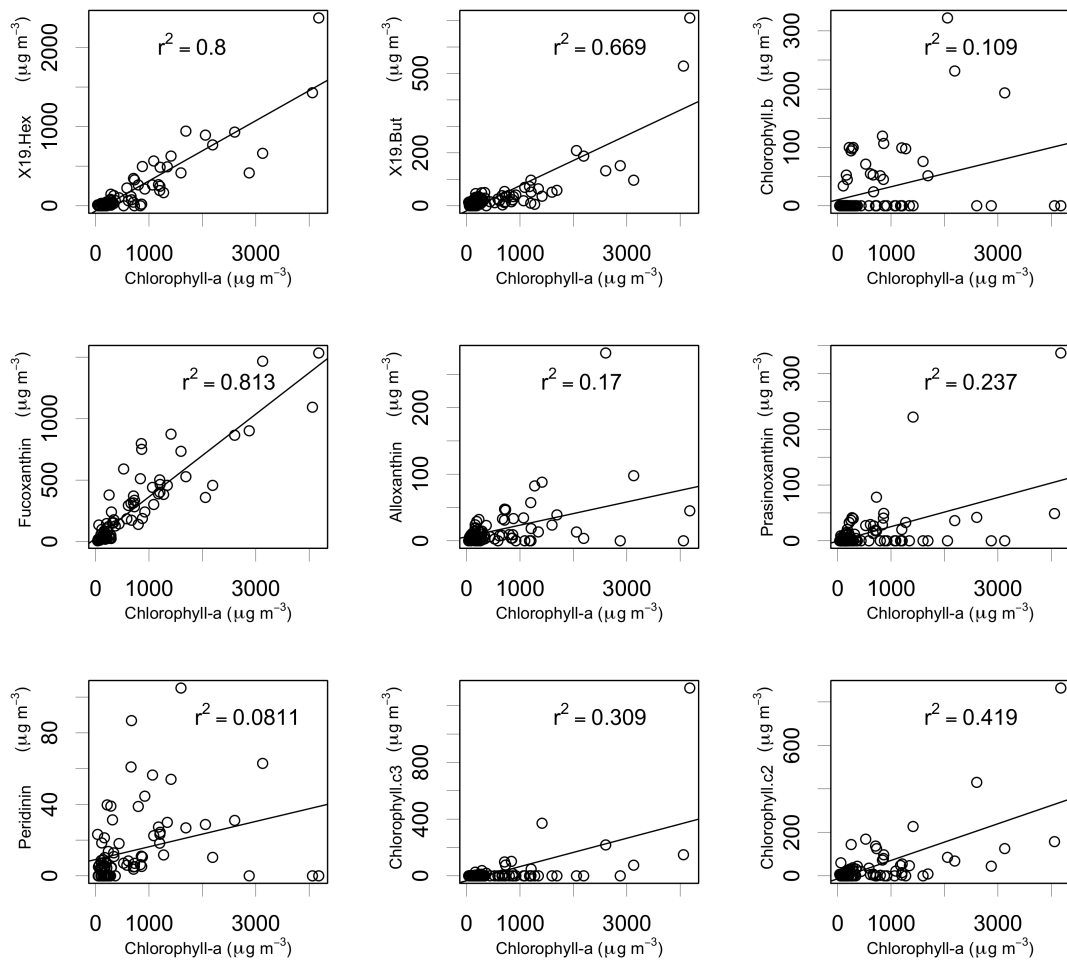 X19.Hex (µg m⁻³)
0 1000 2000
r² = 0.8
0 1000 3000
Chlorophyll-a (µg m⁻³)
X19.But (µg m⁻³)
0 200 500
r² = 0.669
0 1000 3000
Chlorophyll-a (µg m⁻³)
Chlorophyll.b (µg m⁻³)
0 100 200 300
r² = 0.109
0 1000 3000
Chlorophyll-a (µg m⁻³)
Fucoxanthin (µg m⁻³)
0 500 1000
r² = 0.813
0 1000 3000
Chlorophyll-a (µg m⁻³)
Alloxanthin (µg m⁻³)
0 100 200
r² = 0.17
0 1000 3000
Chlorophyll-a (µg m⁻³)
Prasinoxanthin (µg m⁻³)
0 100 200 300
r² = 0.237
0 1000 3000
Chlorophyll-a (µg m⁻³)
Peridinin (µg m⁻³)
0 40 80
r² = 0.0811
0 1000 3000
Chlorophyll-a (µg m⁻³)
Chlorophyll.c3 (µg m⁻³)
0 400 800
r² = 0.309
0 1000 3000
Chlorophyll-a (µg m⁻³)
Chlorophyll.c2 (µg m⁻³)
0 200 600
r² = 0.419
0 1000 3000
Chlorophyll-a (µg m⁻³)